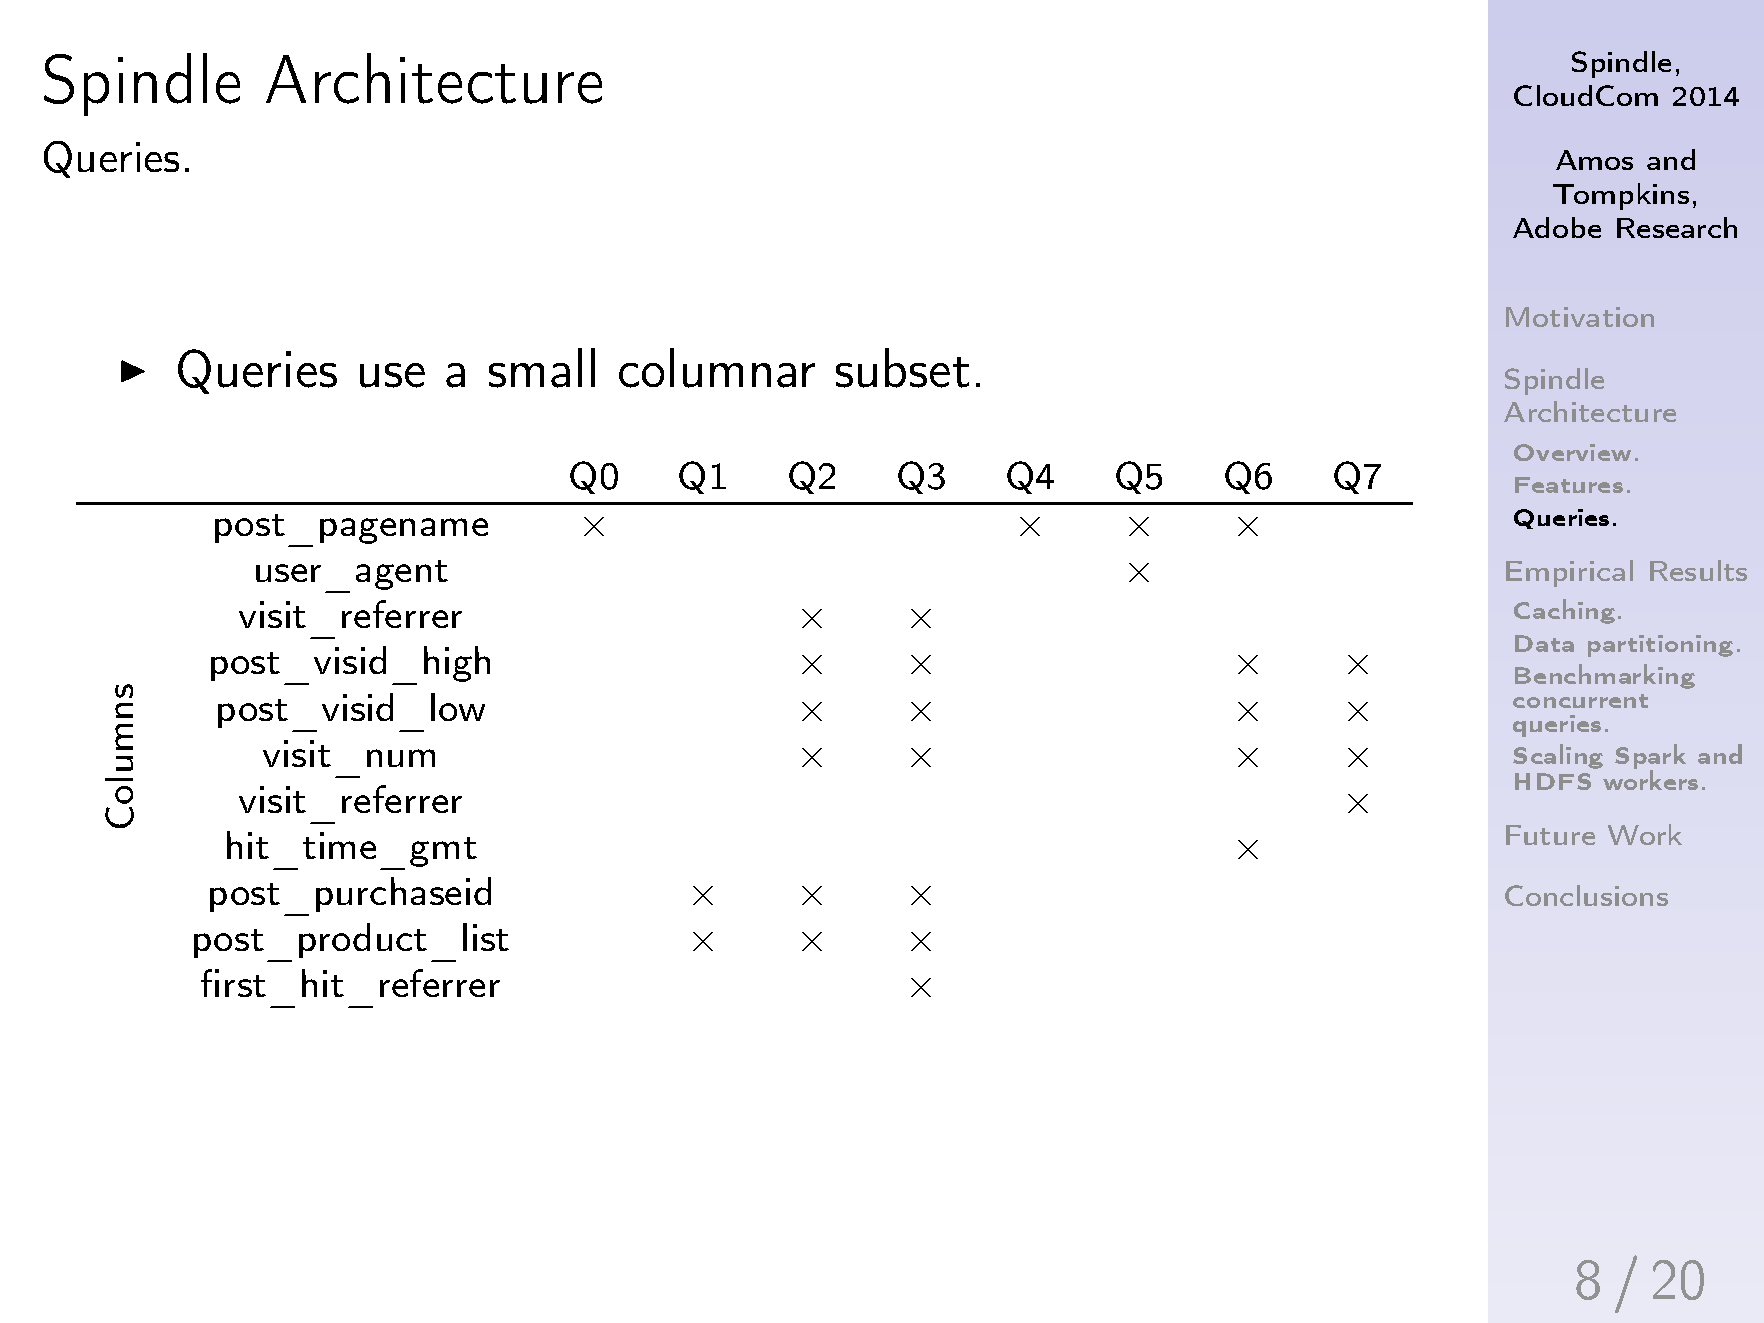 Spindle Architecture
Queries.
▶ Queries use a small columnar subset.
Q0 Q1 Q2 Q3 Q4 Q5 Q6 Q7
Columns
post_pagename × × × ×
user_agent ×
visit_referrer × ×
post_visid_high × × × ×
post_visid_low × × × ×
visit_num × × × ×
visit_referrer ×
hit_time_gmt ×
post_purchaseid × × ×
post_product_list × × ×
first_hit_referrer ×
Spindle,
CloudCom 2014
Amos and
Tompkins,
Adobe Research
Motivation
Spindle
Architecture
Overview.
Features.
Queries.
Empirical Results
Caching.
Data partitioning.
Benchmarking
concurrent
queries.
Scaling Spark and
HDFS workers.
Future Work
Conclusions
8 / 20